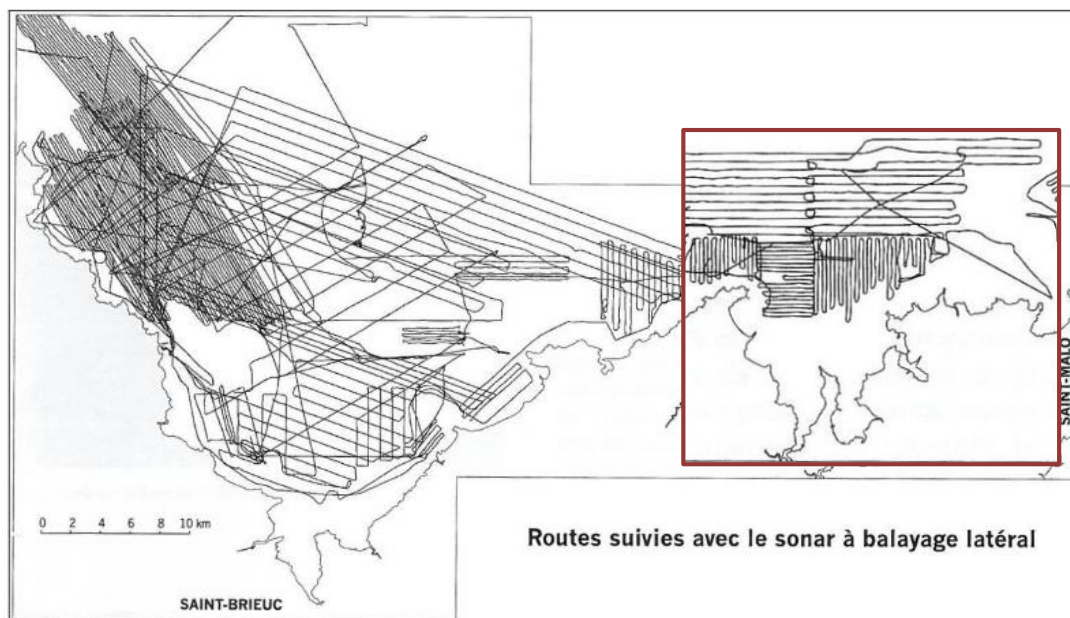 SAINT-MALO
0 2 4 6 8 10 km
Routes suivies avec le sonar à balayage latéral
SAINT-BRIEUC